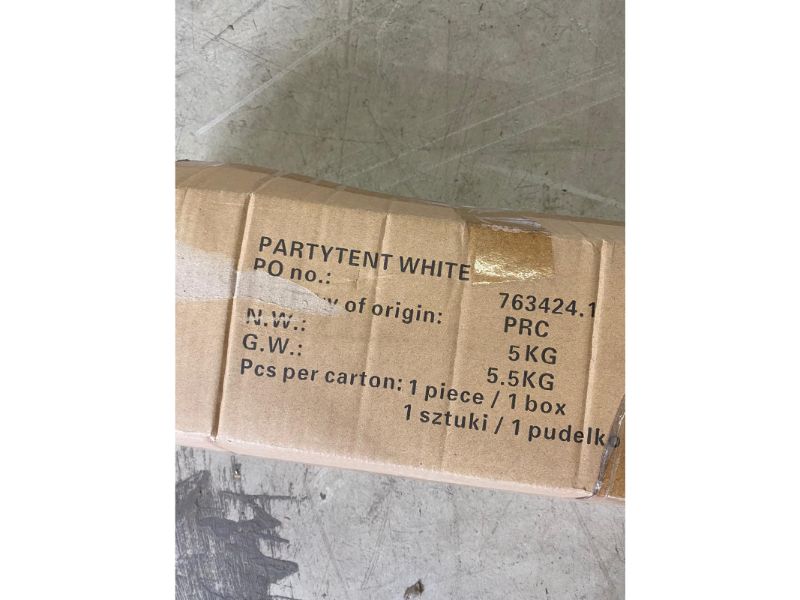 PARTYTENT WHITE
PO no.: 763424.1
of origin: PRC
N.W.: 5KG
G.W.: 5.5KG
Pcs per carton: 1 piece / 1 box
1 sztuki / 1 pudelko